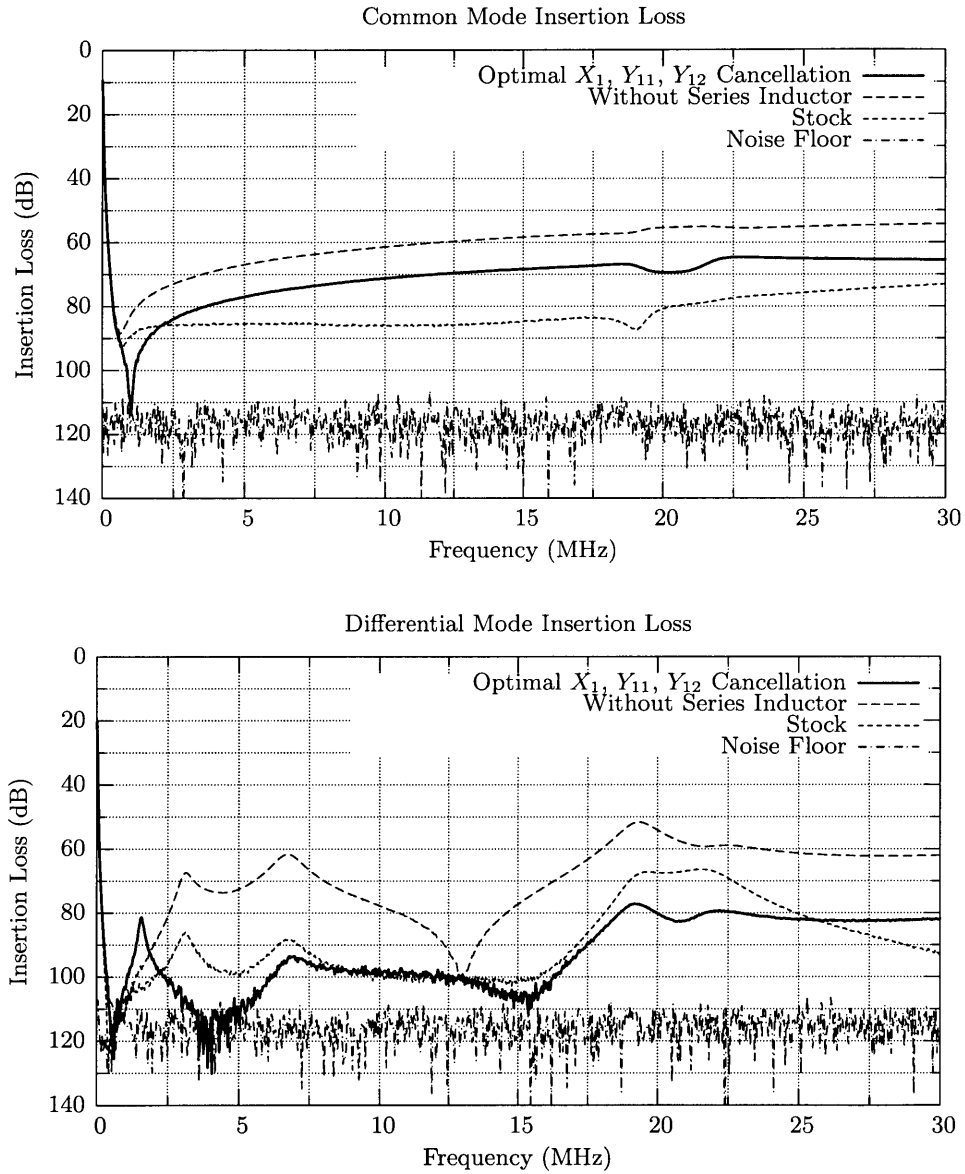 Common Mode Insertion Loss
Optimal X₁, Y₁₁, Y₁₂ Cancellation
Without Series Inductor
Stock
Noise Floor
0
20
40
60
80
100
120
140
Insertion Loss (dB)
0 5 10 15 20 25 30
Frequency (MHz)
Differential Mode Insertion Loss
Optimal X₁, Y₁₁, Y₁₂ Cancellation
Without Series Inductor
Stock
Noise Floor
0
20
40
60
80
100
120
140
Insertion Loss (dB)
0 5 10 15 20 25 30
Frequency (MHz)